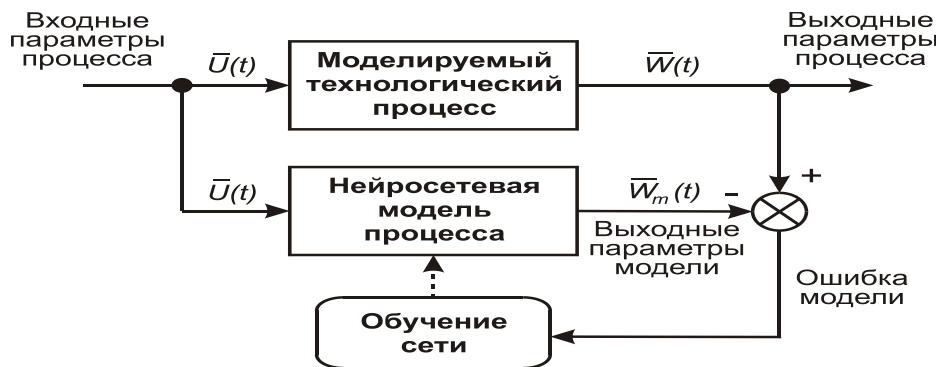 Входные
параметры
процесса
U̅(t)
Моделируемый
технологический
процесс
W̅(t)
Выходные
параметры
процесса
U̅(t)
Нейросетевая
модель
процесса
W̅ₘ(t)
-
+
Выходные
параметры
модели
Ошибка
модели
Обучение
сети